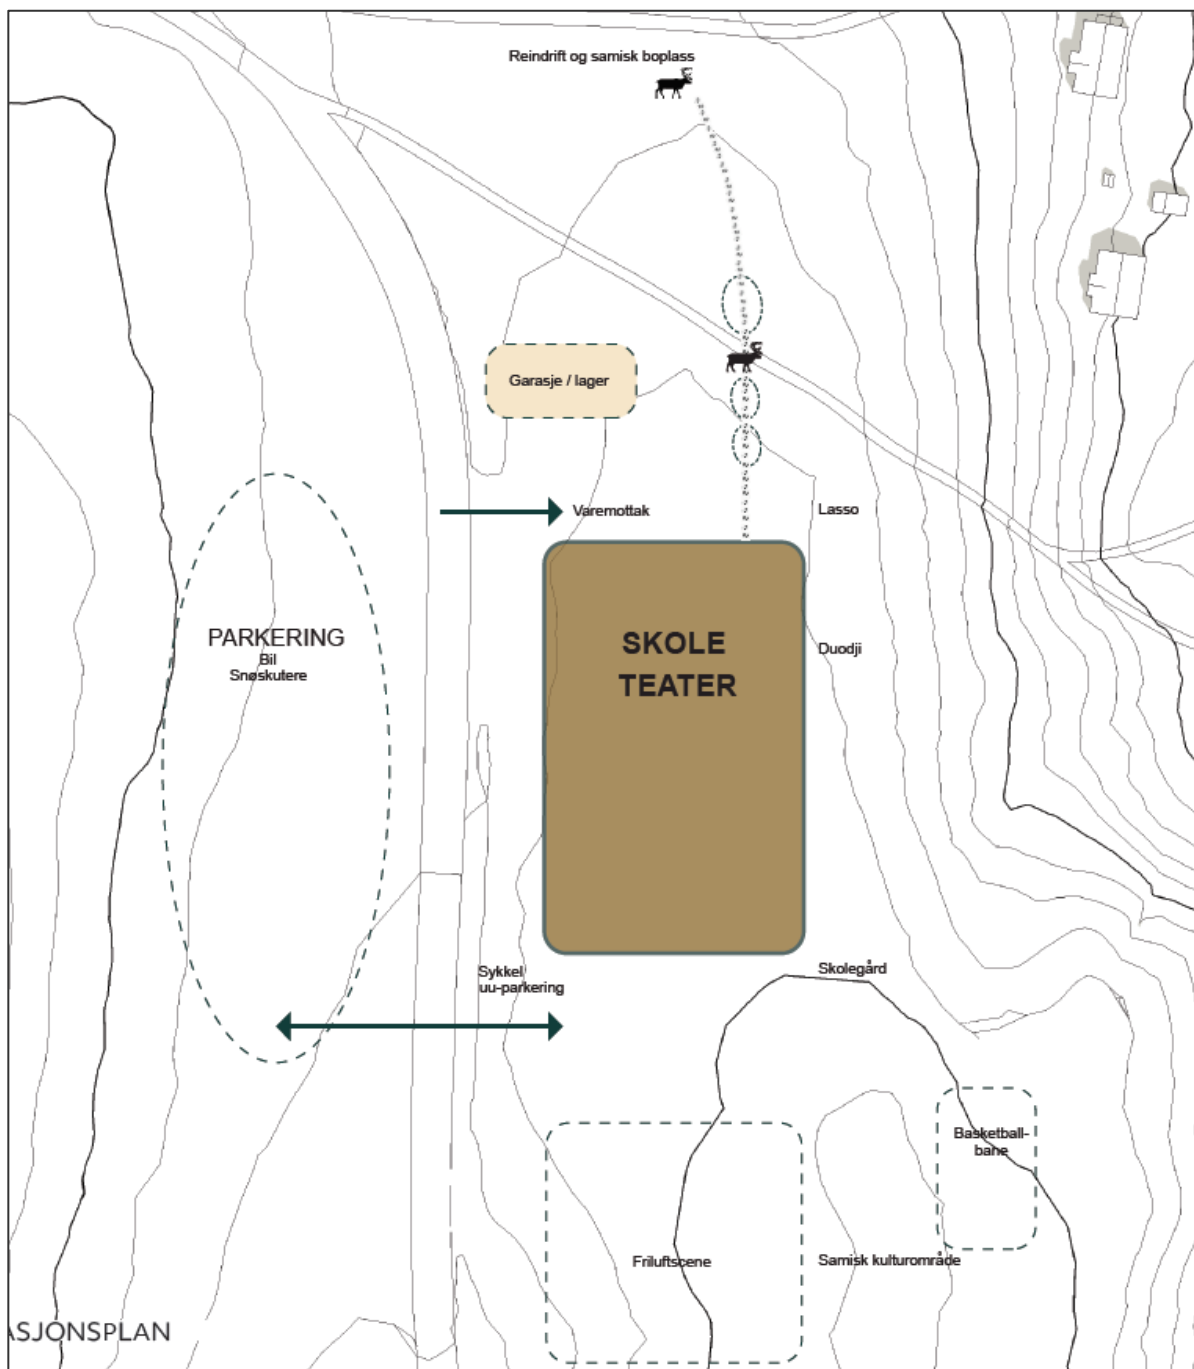 Reindrift og samisk boplass
Garasje / lager
Varemottak
Lasso
PARKERING
Bil
Snøskutere
SKOLE
TEATER
Duodji
Sykkel
uu-parkering
Skolegård
Basketball-
bane
Friluftscene
Samisk kulturområde
ASJONSPLAN